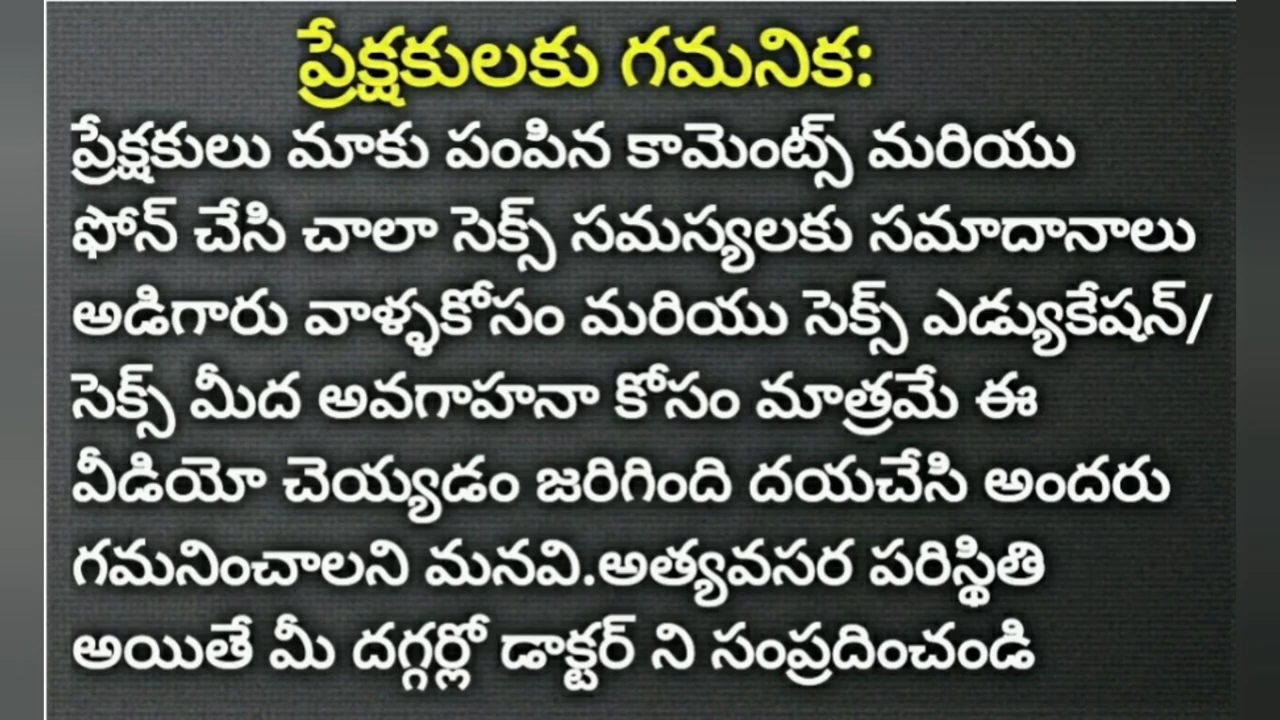 ప్రేక్షకులకు గమనిక:
ప్రేక్షకులు మాకు పంపిన కామెంట్స్ మరియు
ఫోన్ చేసి చాలా సెక్స్ సమస్యలకు సమాదానాలు
అడిగారు వాళ్ళకోసం మరియు సెక్స్ ఎడ్యుకేషన్/
సెక్స్ మీద అవగాహనా కోసం మాత్రమే ఈ
వీడియో చెయ్యడం జరిగింది దయచేసి అందరు
గమనించాలని మనవి.అత్యవసర పరిస్థితి
అయితే మీ దగ్గర్లో డాక్టర్ ని సంప్రదించండి